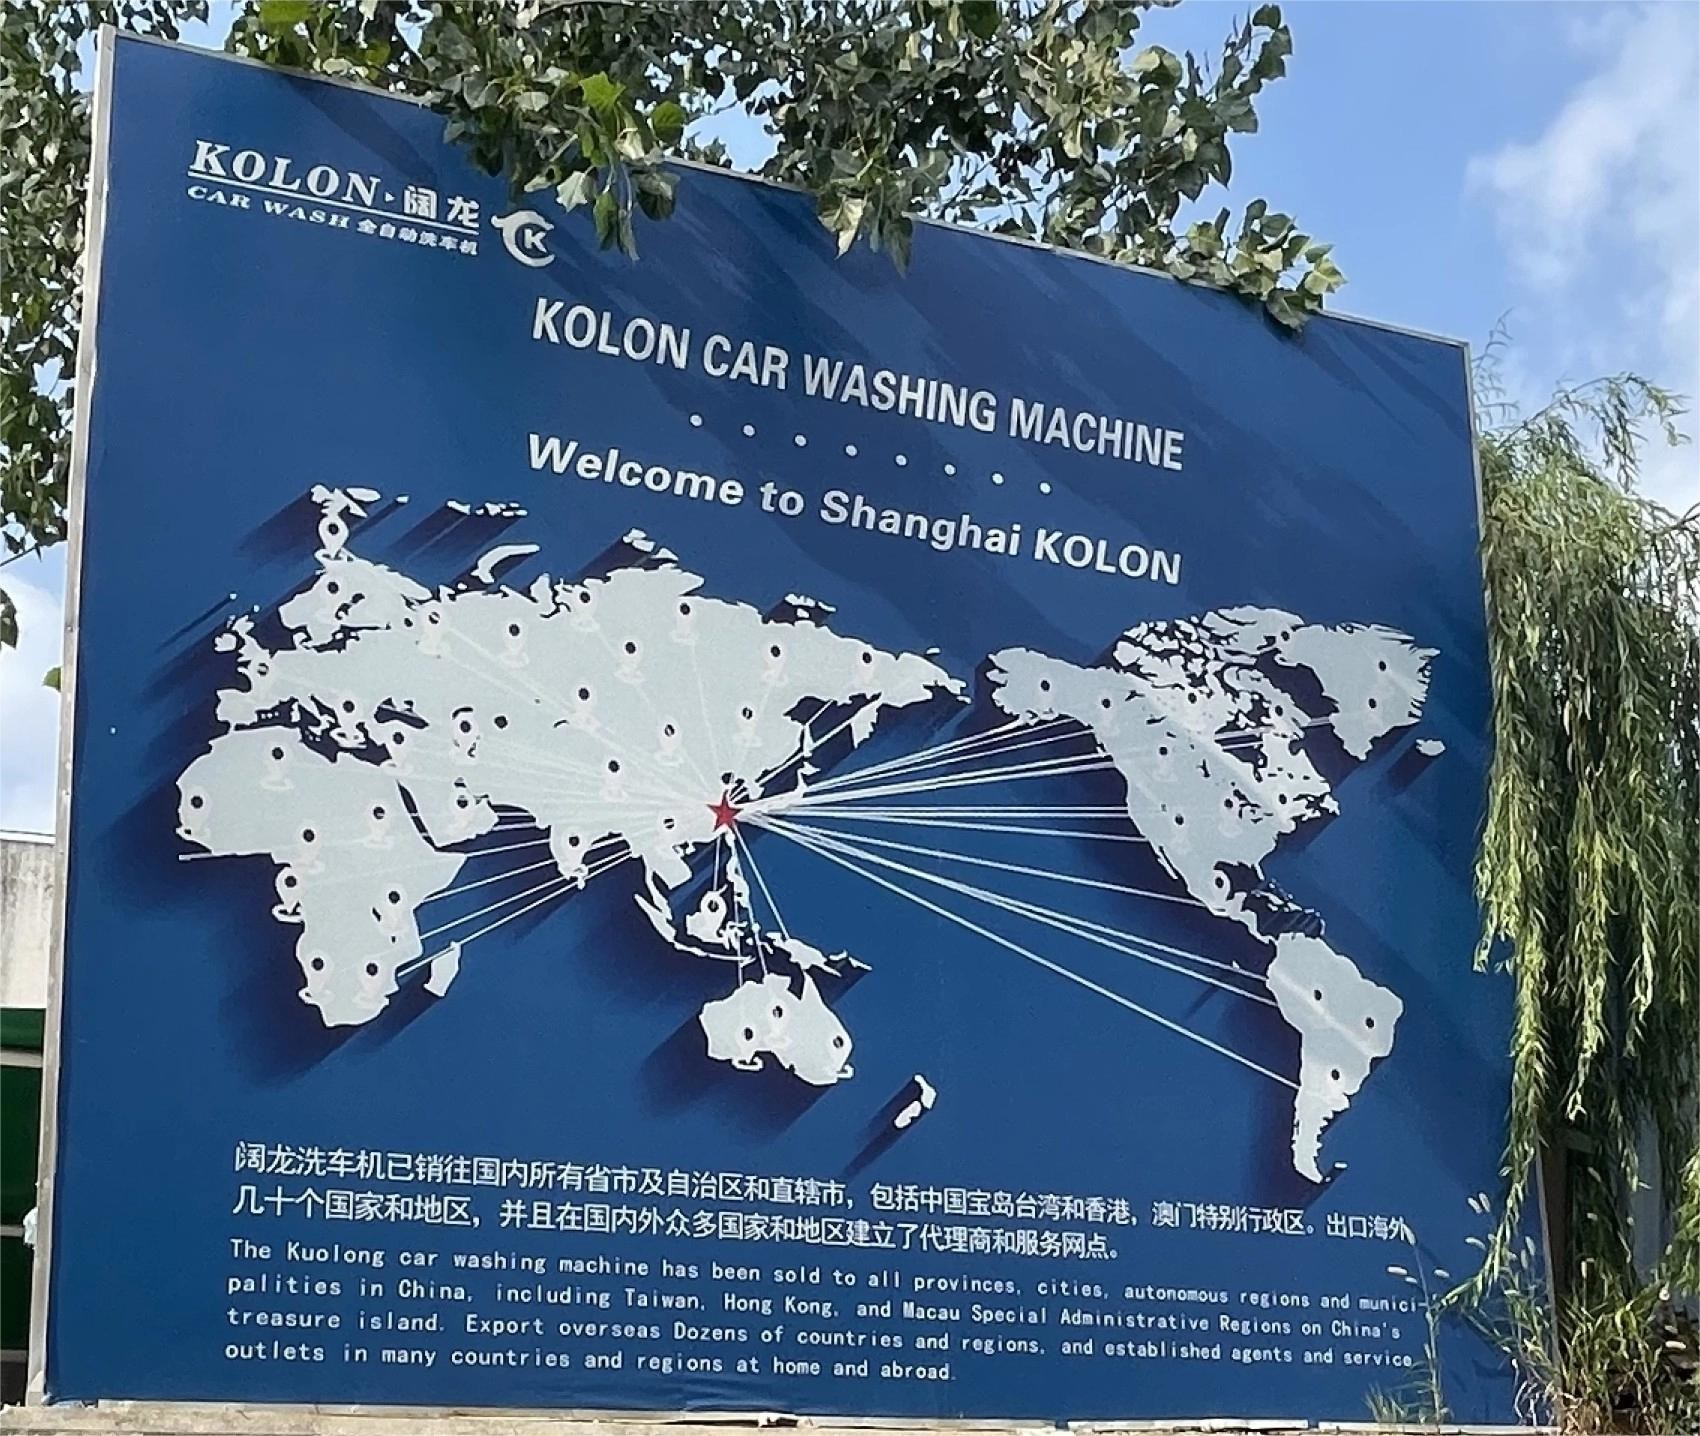 KOLON·阔龙
CAR WASH 全自动洗车机
K
KOLON CAR WASHING MACHINE
Welcome to Shanghai KOLON
阔龙洗车机已销往国内所有省市及自治区和直辖市，包括中国宝岛台湾和香港，澳门特别行政区。出口海外
几十个国家和地区，并且在国内外众多国家和地区建立了代理商和服务网点。
The Kuolong car washing machine has been sold to all provinces, cities, autonomous regions and munici-
palities in China, including Taiwan, Hong Kong, and Macau Special Administrative Regions on China's
treasure island. Export overseas Dozens of countries and regions, and established agents and service
outlets in many countries and regions at home and abroad.